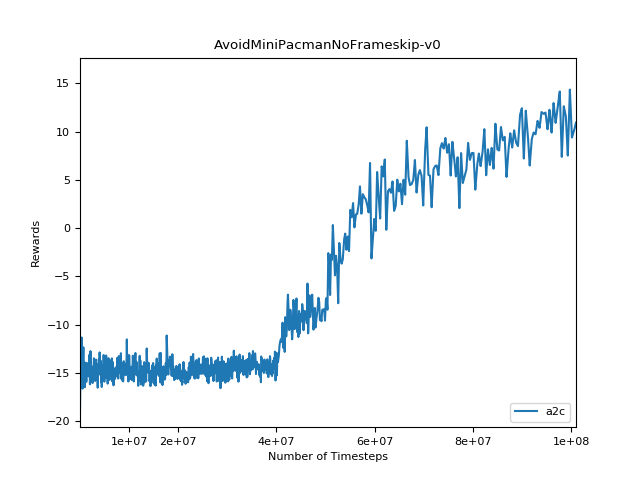 AvoidMiniPacmanNoFrameskip-v0
15
10
5
0
−5
−10
−15
−20
Rewards
a2c
1e+07
2e+07
4e+07
6e+07
8e+07
1e+08
Number of Timesteps